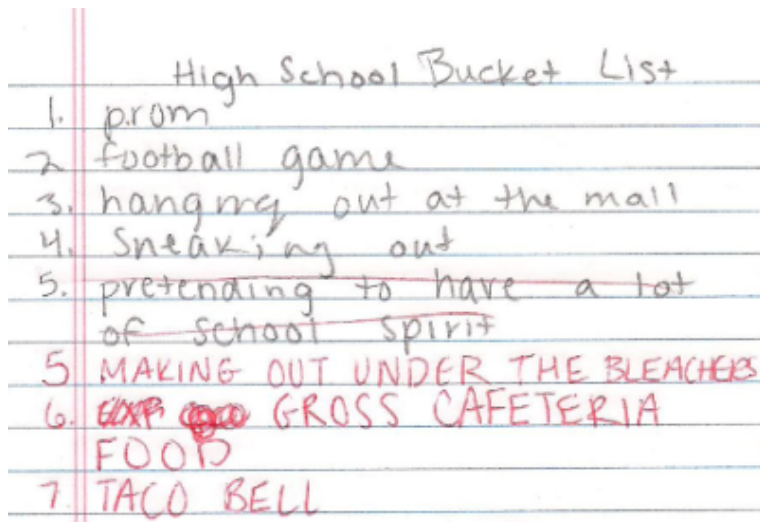 High School Bucket List
1. prom
2 football game
3. hanging out at the mall
4. Sneaking out
5. pretending to have a lot
of school spirit
5 MAKING OUT UNDER THE BLEACHERS
6. GROSS CAFETERIA
FOOD
7 TACO BELL